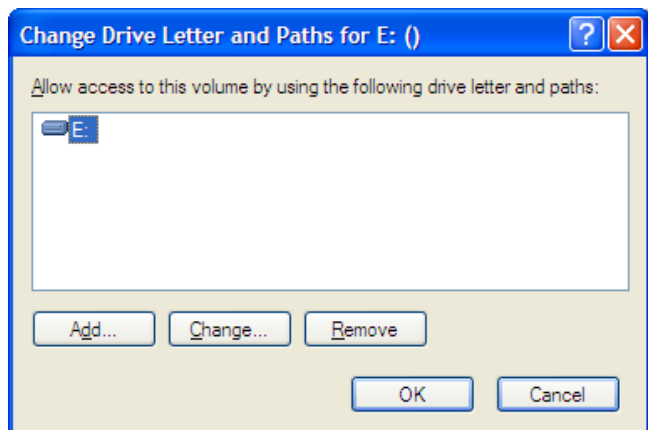 Change Drive Letter and Paths for E: ()
Allow access to this volume by using the following drive letter and paths:
E:
Add... Change... Remove
OK Cancel